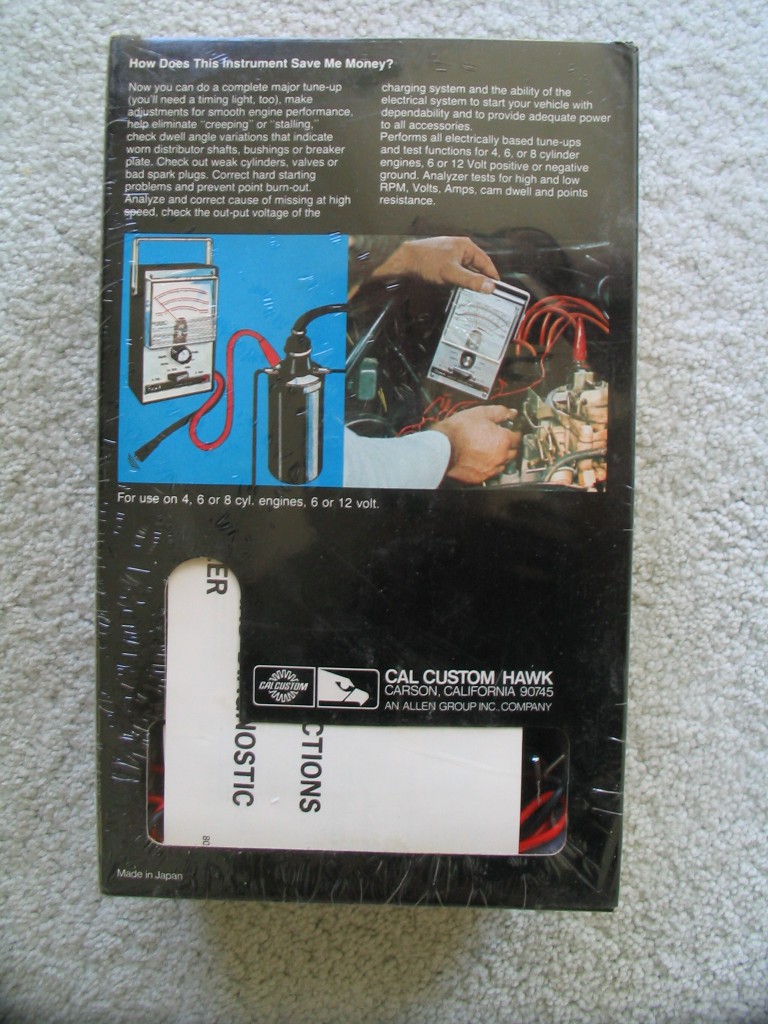 How Does This Instrument Save Me Money?
Now you can do a complete major tune-up
(you'll need a timing light, too), make
adjustments for smooth engine performance,
help eliminate "creeping" or "stalling,"
check dwell angle variations that indicate
worn distributor shafts, bushings or breaker
plate. Check out weak cylinders, valves or
bad spark plugs. Correct hard starting
problems and prevent point burn-out.
Analyze and correct cause of missing at high
speed, check the out-put voltage of the
charging system and the ability of the
electrical system to start your vehicle with
dependability and to provide adequate power
to all accessories.
Performs all electrically based tune-ups
and test functions for 4, 6, or 8 cylinder
engines, 6 or 12 Volt positive or negative
ground. Analyzer tests for high and low
RPM, Volts, Amps, cam dwell and points
resistance.
For use on 4, 6 or 8 cyl. engines, 6 or 12 volt.
ER
NOSTIC
CTIONS
80
CAL CUSTOM
CAL CUSTOM/HAWK
CARSON, CALIFORNIA 90745
AN ALLEN GROUP INC. COMPANY
Made in Japan